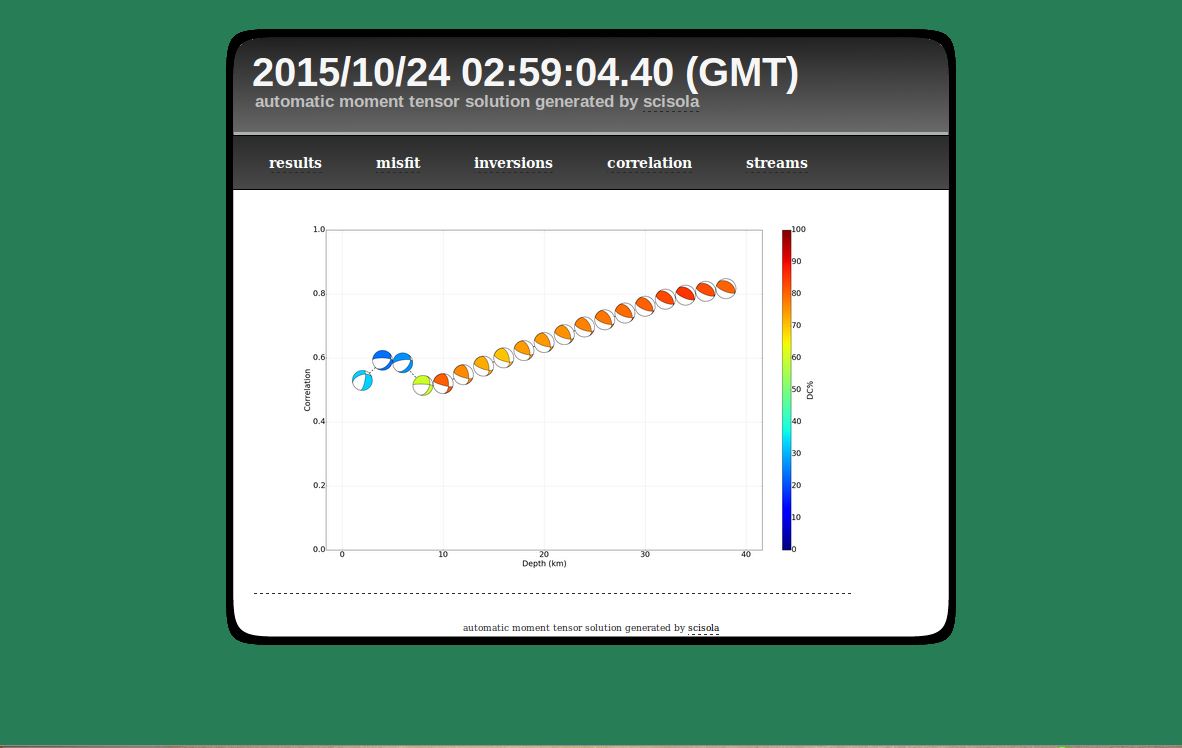 2015/10/24 02:59:04.40 (GMT)
automatic moment tensor solution generated by scisola
results misfit inversions correlation streams
1.0
0.8
0.6
0.4
0.2
0.0
Correlation
0 10 20 30 40
Depth (km)
100
90
80
70
60
50
40
30
20
10
0
DC%
automatic moment tensor solution generated by scisola